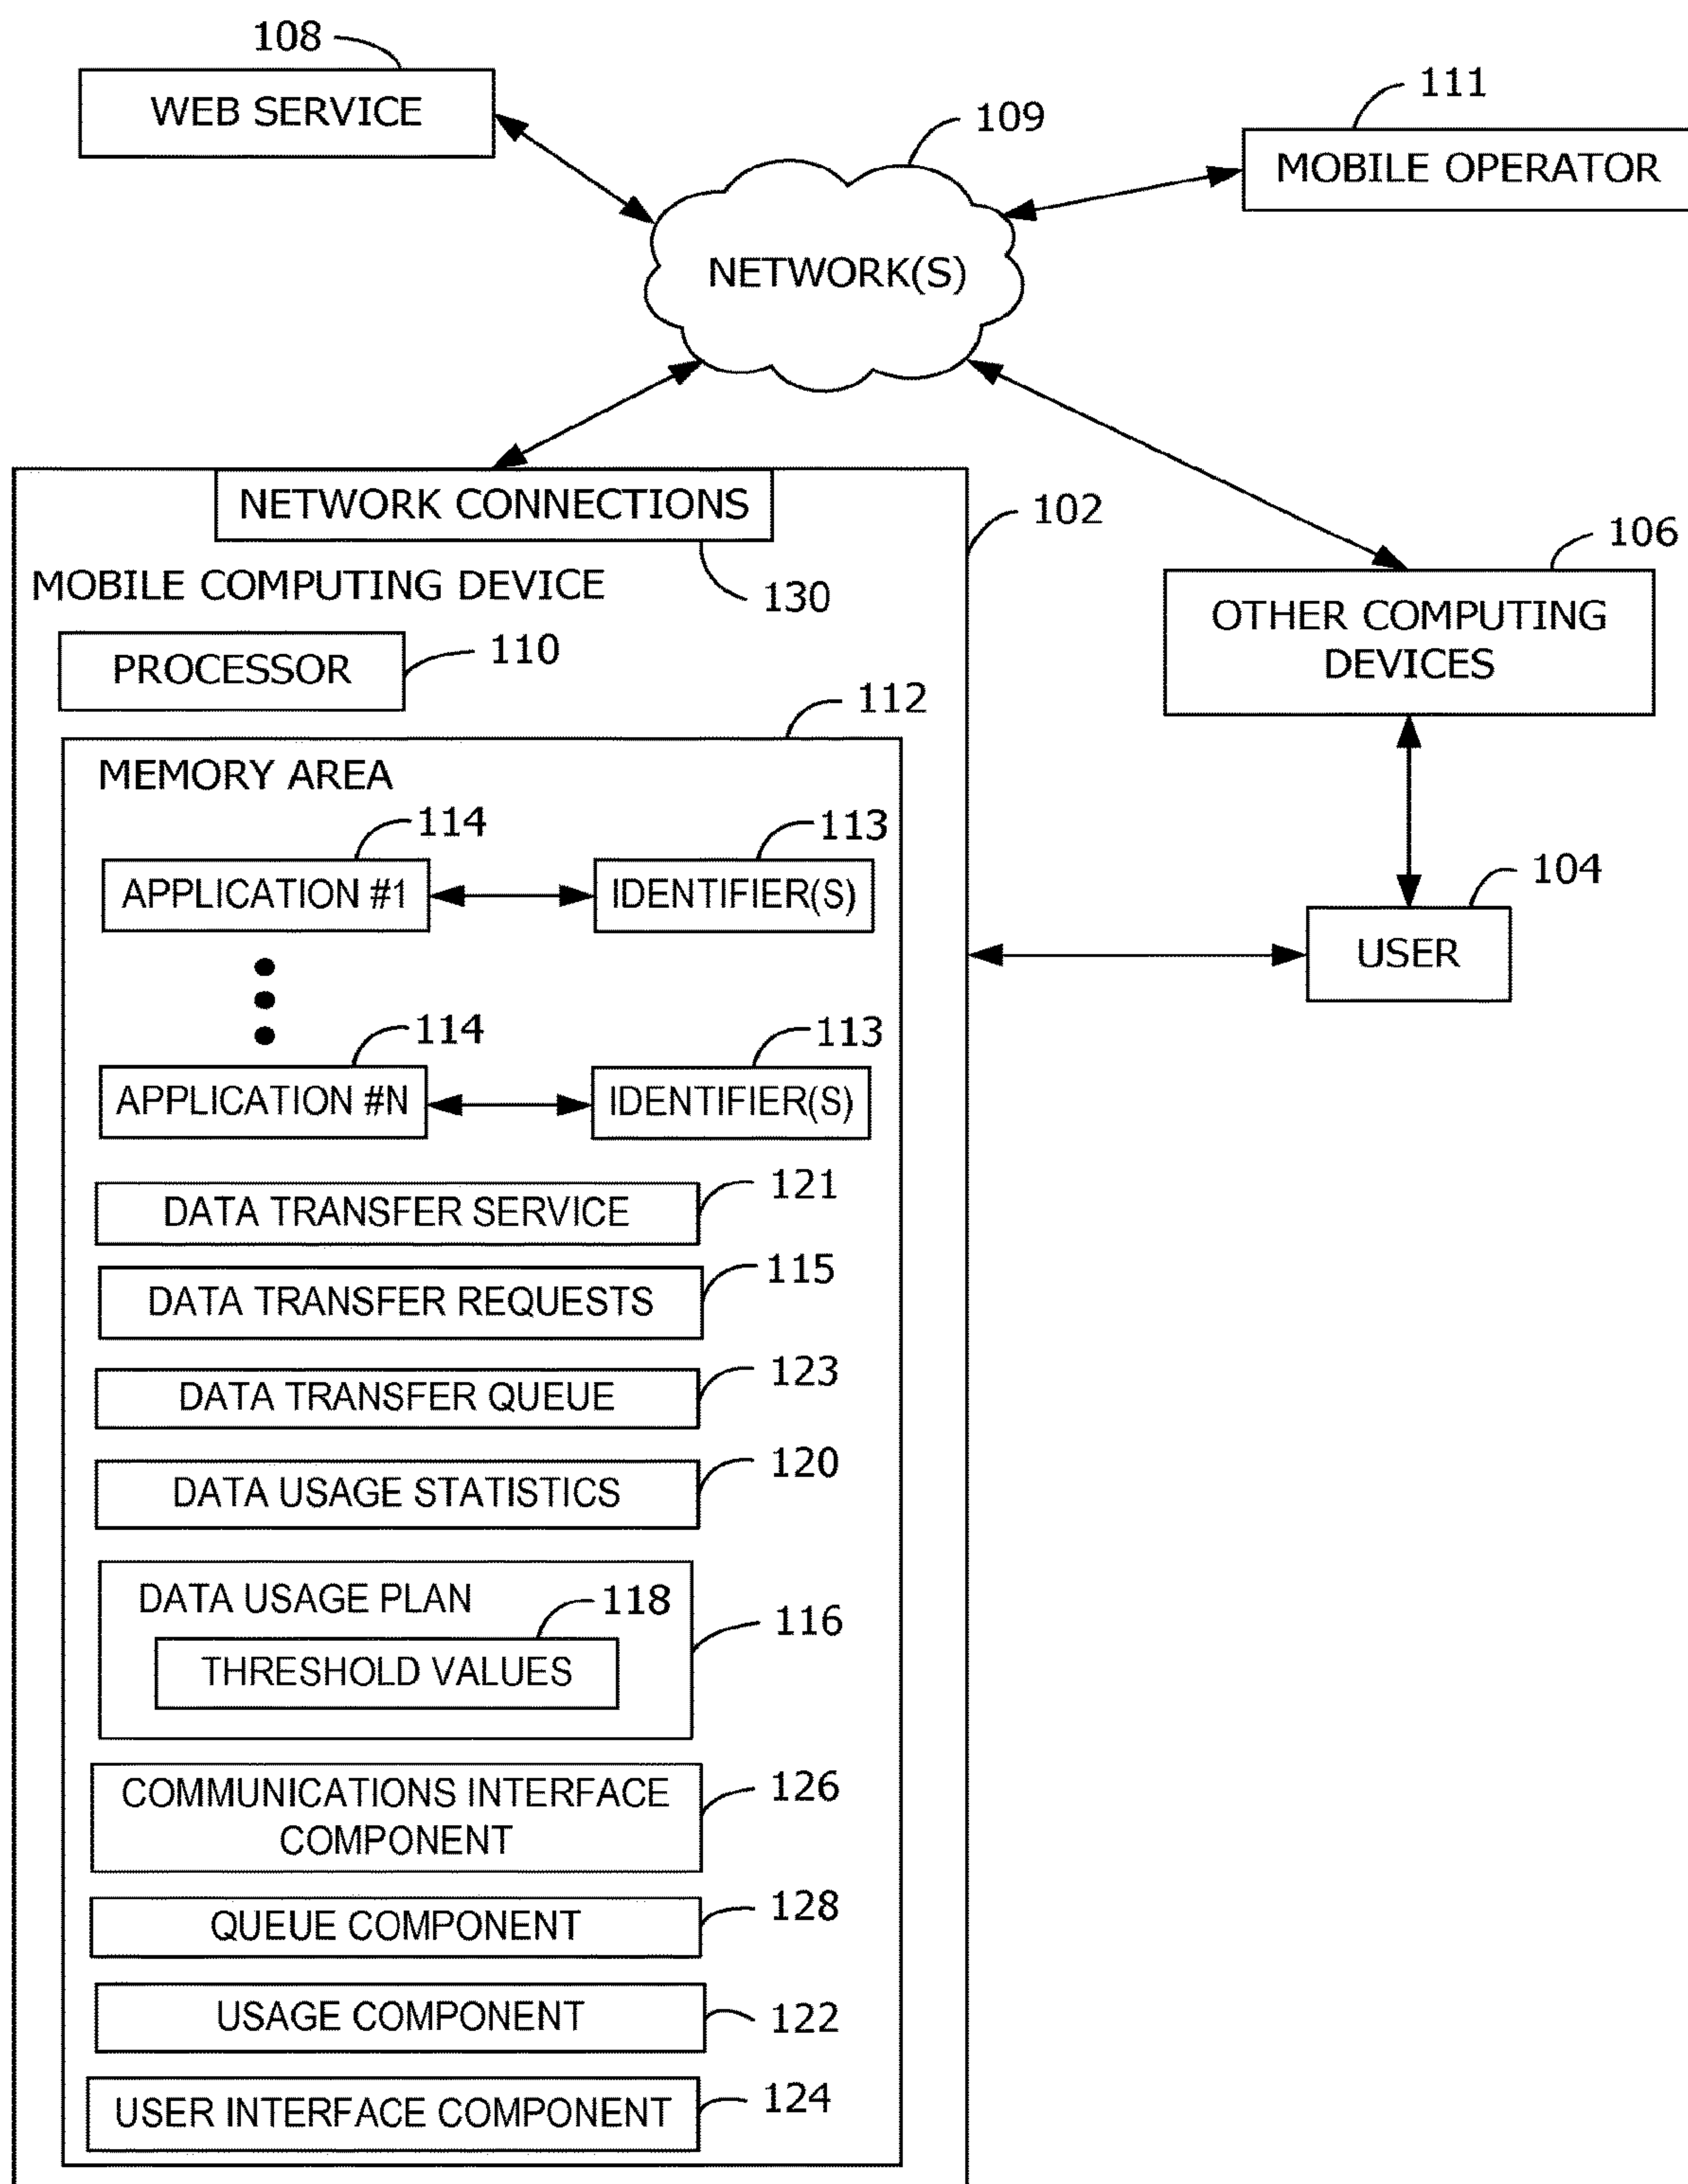 108
WEB SERVICE
111
MOBILE OPERATOR
109
NETWORK(S)
NETWORK CONNECTIONS
102
130
MOBILE COMPUTING DEVICE
106
OTHER COMPUTING
DEVICES
PROCESSOR
110
112
MEMORY AREA
114
113
APPLICATION #1
IDENTIFIER(S)
104
USER
114
113
APPLICATION #N
IDENTIFIER(S)
121
DATA TRANSFER SERVICE
115
DATA TRANSFER REQUESTS
123
DATA TRANSFER QUEUE
120
DATA USAGE STATISTICS
DATA USAGE PLAN
118
116
THRESHOLD VALUES
126
COMMUNICATIONS INTERFACE
COMPONENT
128
QUEUE COMPONENT
USAGE COMPONENT
122
124
USER INTERFACE COMPONENT